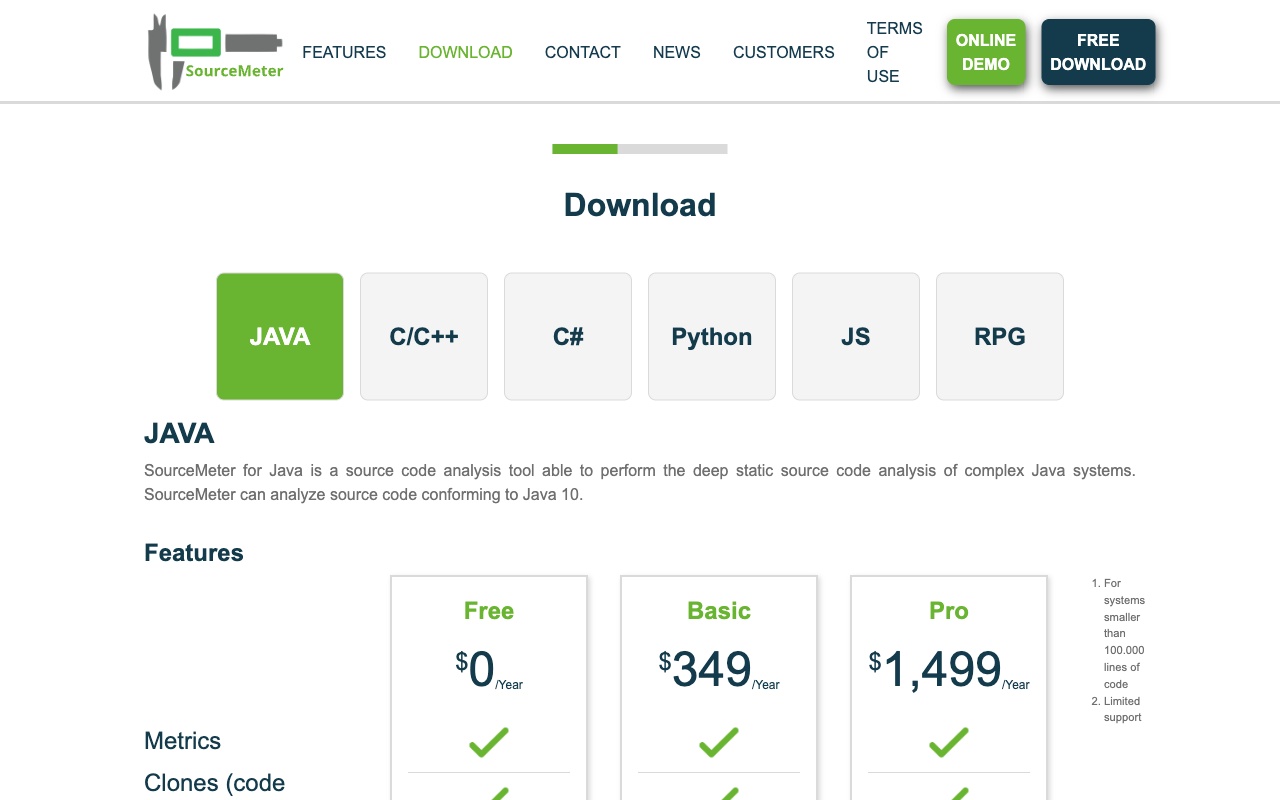 SourceMeter
FEATURES
DOWNLOAD
CONTACT
NEWS
CUSTOMERS
TERMS
OF
USE
ONLINE
DEMO
FREE
DOWNLOAD
Download
JAVA
C/C++
C#
Python
JS
RPG
JAVA
SourceMeter for Java is a source code analysis tool able to perform the deep static source code analysis of complex Java systems.
SourceMeter can analyze source code conforming to Java 10.
Features
Free
$0/Year
Basic
$349/Year
Pro
$1,499/Year
1. For
systems
smaller
than
100.000
lines of
code
2. Limited
support
Metrics
Clones (code